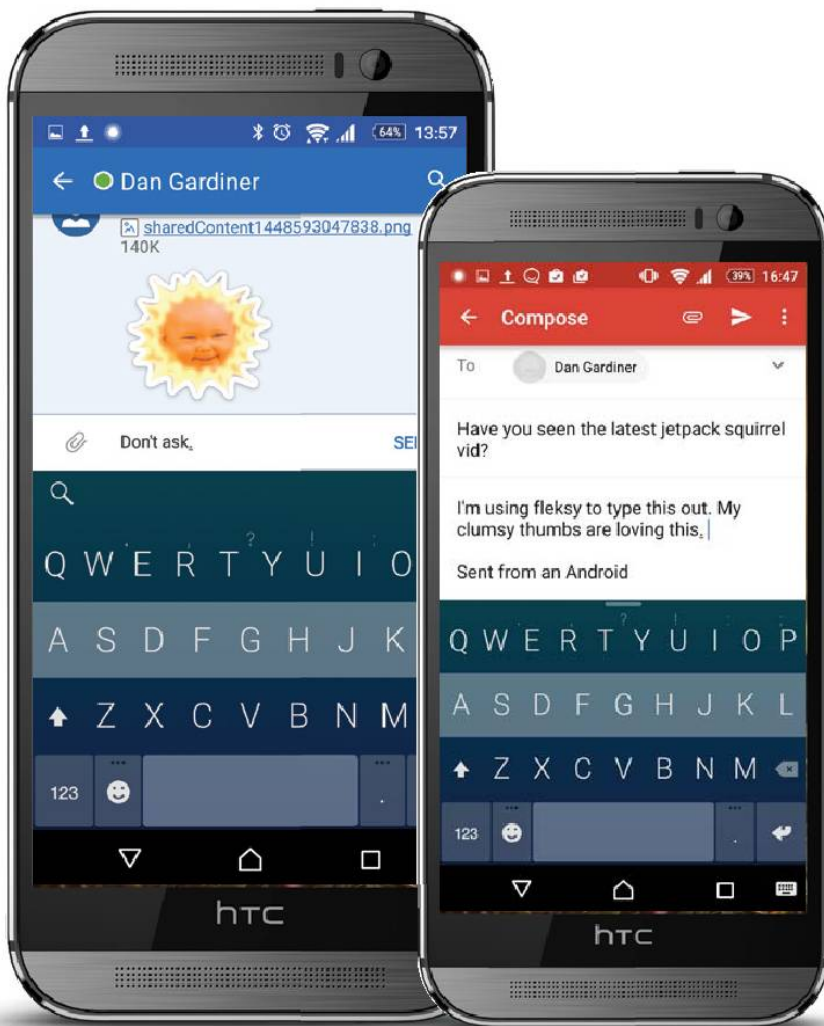 64% 13:57
Dan Gardiner
sharedContent1448593047838.png
140K
Don't ask.
SEI
Q W E R T Y U I O
A S D F G H J K
Z X C V B N M
123 .
hTC
39% 16:47
Compose
To Dan Gardiner
Have you seen the latest jetpack squirrel
vid?
I'm using fleksy to type this out. My
clumsy thumbs are loving this.
Sent from an Android
Q W E R T Y U I O P
A S D F G H J K L
Z X C V B N M
123 .
hTC